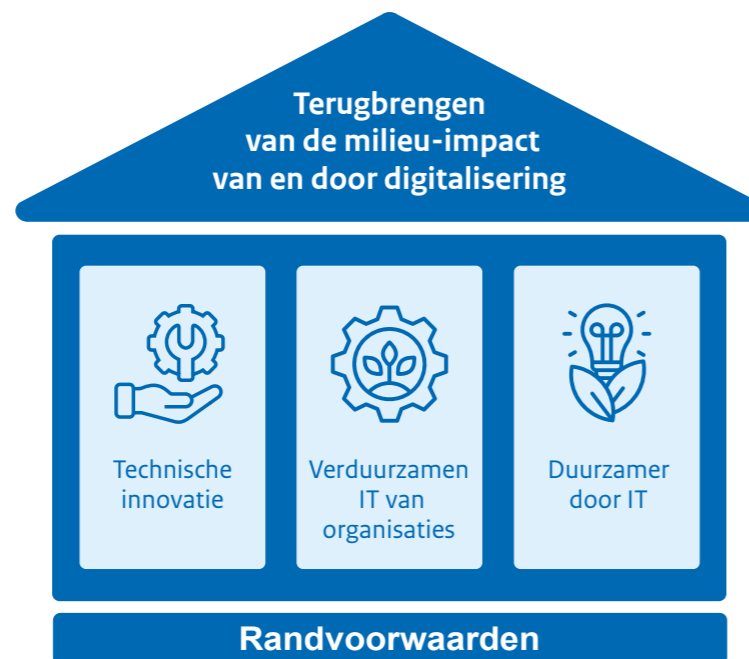 Terugbrengen
van de milieu-impact
van en door digitalisering
Technische
innovatie
Verduurzamen
IT van
organisaties
Duurzamer
door IT
Randvoorwaarden